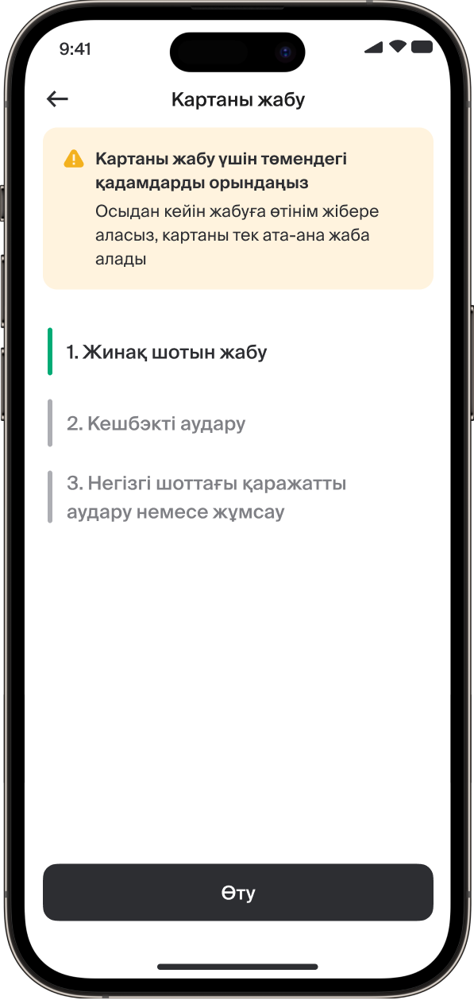 9:41
Картаны жабу
Картаны жабу үшін төмендегі
қадамдарды орындаңыз
Осыдан кейін жабуға өтінім жібере
аласыз, картаны тек ата-ана жаба
алады
1. Жинақ шотын жабу
2. Кешбэкті аудару
3. Негізгі шоттағы қаражатты
аудару немесе жұмсау
Өту